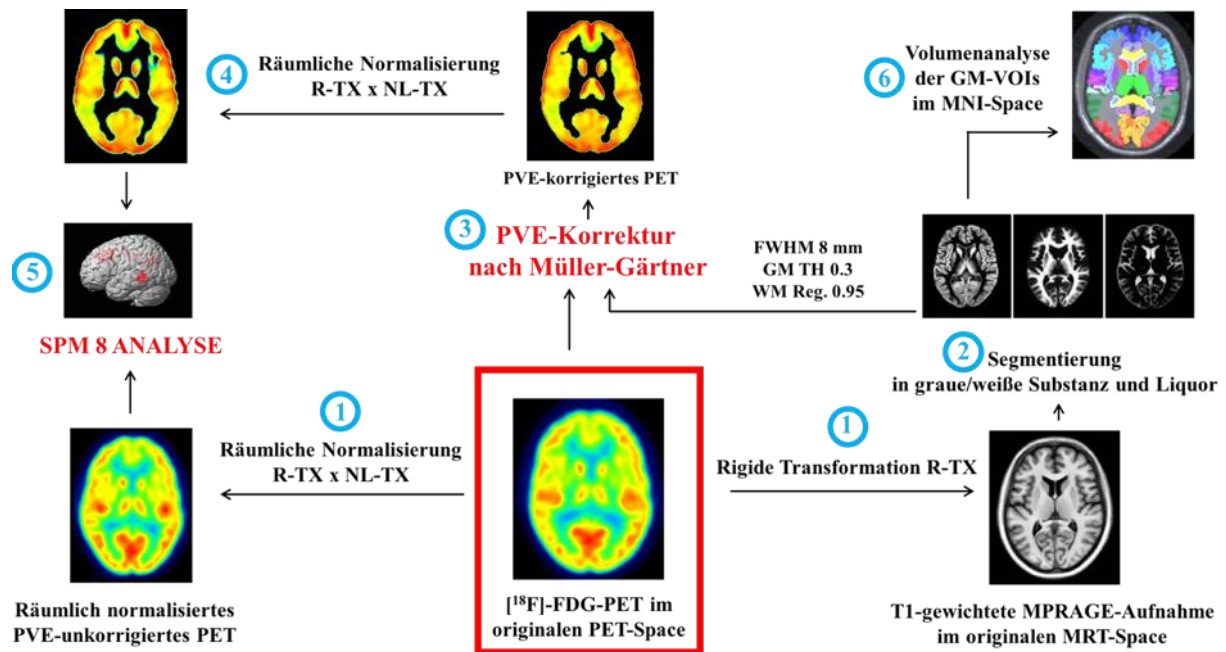 4
Räumliche Normalisierung
R-TX x NL-TX
PVE-korrigiertes PET
6
Volumenanalyse
der GM-VOIs
im MNI-Space
3
PVE-Korrektur
nach Müller-Gärtner
FWHM 8 mm
GM TH 0.3
WM Reg. 0.95
5
SPM 8 ANALYSE
2
Segmentierung
in graue/weiße Substanz und Liquor
1
Räumliche Normalisierung
R-TX x NL-TX
1
Rigide Transformation R-TX
Räumlich normalisiertes
PVE-unkorrigiertes PET
[¹⁸F]-FDG-PET im
originalen PET-Space
T1-gewichtete MPRAGE-Aufnahme
im originalen MRT-Space